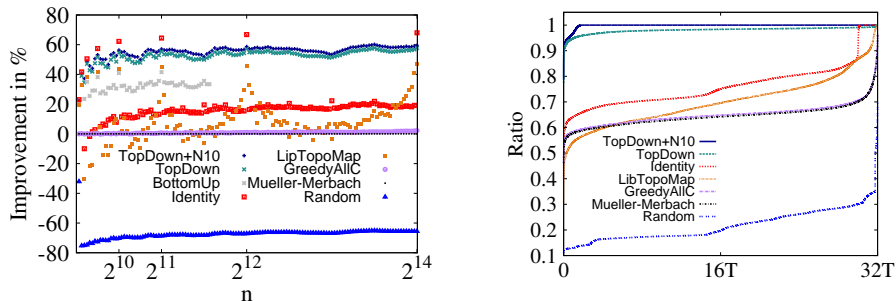 Improvement in %
80
60
40
20
0
-20
-40
-60
-80
TopDown+N10
TopDown
BottomUp
Identity
LipTopoMap
GreedyAllC
Mueller-Merbach
Random
2^10
2^11
2^12
2^14
n
Ratio
1
0.9
0.8
0.7
0.6
0.5
0.4
0.3
0.2
0.1
TopDown+N10
TopDown
Identity
LibTopoMap
GreedyAllC
Mueller-Merbach
Random
0
16T
32T